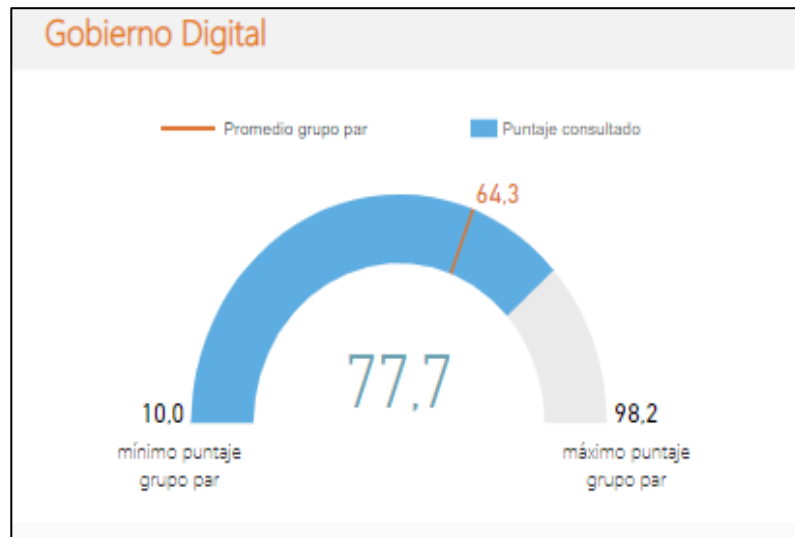 Gobierno Digital
Promedio grupo par
Puntaje consultado
64,3
77,7
10,0
mínimo puntaje
grupo par
98,2
máximo puntaje
grupo par